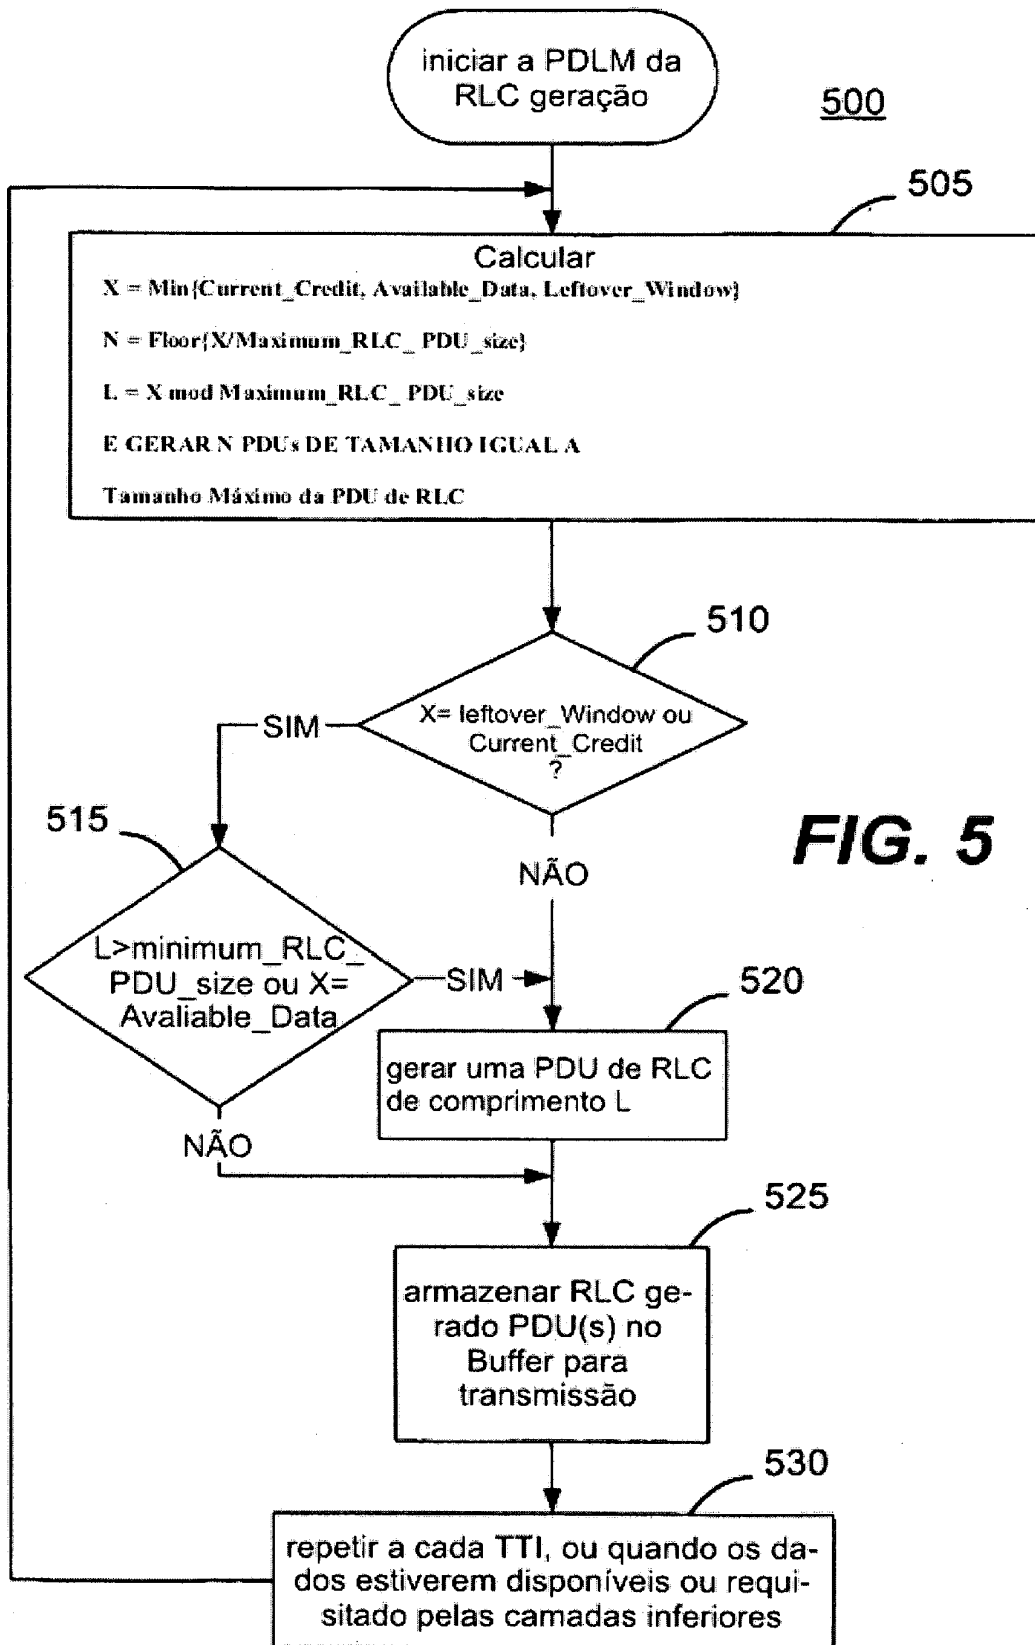 iniciar a PDLM da
RLC geração
500
505
Calcular
X = Min{Current_Credit, Available_Data, Leftover_Window}
N = Floor{X/Maximum_RLC_ PDU_size}
L = X mod Maximum_RLC_ PDU_size
E GERAR N PDUs DE TAMANHO IGUAL A
Tamanho Máximo da PDU de RLC
510
X= leftover_Window ou
Current_Credit
?
SIM
NÃO
FIG. 5
515
L>minimum_RLC_
PDU_size ou X=
Avaliable_Data
SIM
NÃO
520
gerar uma PDU de RLC
de comprimento L
525
armazenar RLC ge-
rado PDU(s) no
Buffer para
transmissão
530
repetir a cada TTI, ou quando os da-
dos estiverem disponíveis ou requi-
sitado pelas camadas inferiores